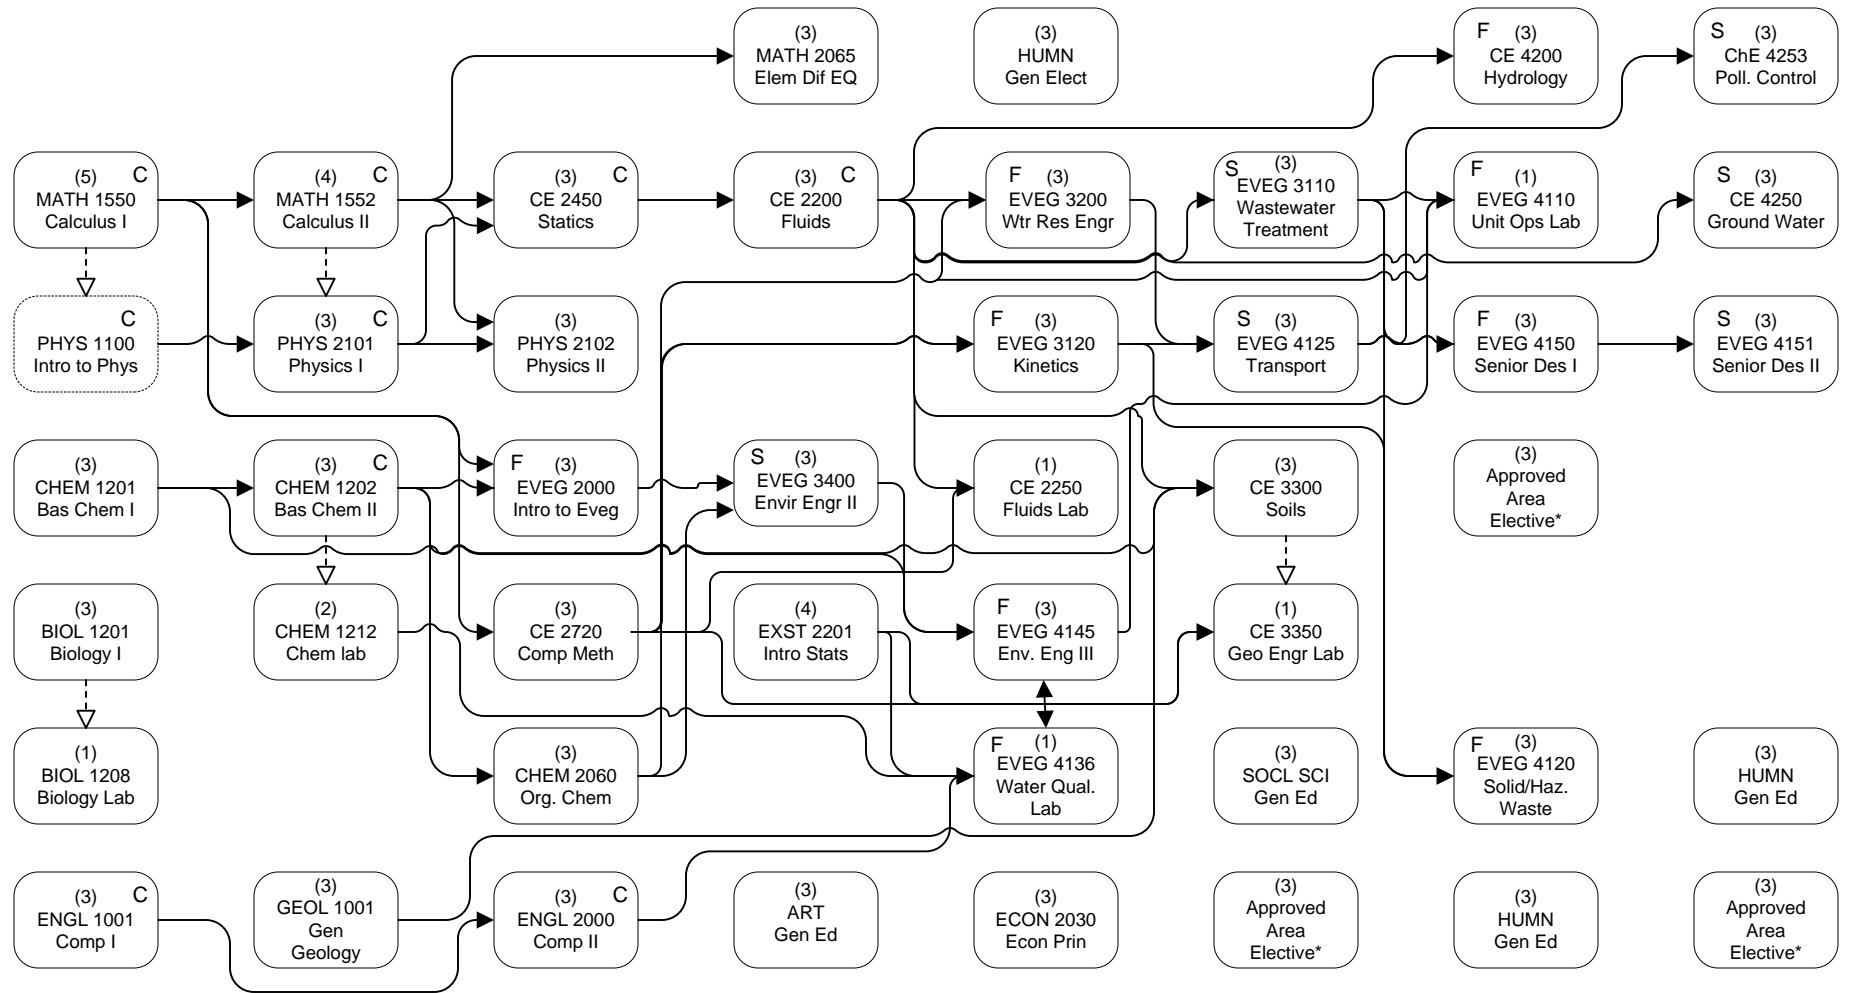 (3)
MATH 2065
Elem Dif EQ
(3)
HUMN
Gen Elect
F (3)
CE 4200
Hydrology
S (3)
ChE 4253
Poll. Control
(5) C
MATH 1550
Calculus I
(4) C
MATH 1552
Calculus II
(3) C
CE 2450
Statics
(3) C
CE 2200
Fluids
F (3)
EVEG 3200
Wtr Res Engr
S (3)
EVEG 3110
Wastewater
Treatment
F (1)
EVEG 4110
Unit Ops Lab
S (3)
CE 4250
Ground Water
C
PHYS 1100
Intro to Phys
(3) C
PHYS 2101
Physics I
(3)
PHYS 2102
Physics II
F (3)
EVEG 3120
Kinetics
S (3)
EVEG 4125
Transport
F (3)
EVEG 4150
Senior Des I
S (3)
EVEG 4151
Senior Des II
(3)
CHEM 1201
Bas Chem I
(3) C
CHEM 1202
Bas Chem II
F (3)
EVEG 2000
Intro to Eveg
S (3)
EVEG 3400
Envir Engr II
(1)
CE 2250
Fluids Lab
(3)
CE 3300
Soils
(3)
Approved
Area
Elective*
(3)
BIOL 1201
Biology I
(2)
CHEM 1212
Chem lab
(3)
CE 2720
Comp Meth
(4)
EXST 2201
Intro Stats
F (3)
EVEG 4145
Env. Eng III
(1)
CE 3350
Geo Engr Lab
(1)
BIOL 1208
Biology Lab
(3)
CHEM 2060
Org. Chem
F (1)
EVEG 4136
Water Qual.
Lab
(3)
SOCL SCI
Gen Ed
F (3)
EVEG 4120
Solid/Haz.
Waste
(3)
HUMN
Gen Ed
(3) C
ENGL 1001
Comp I
(3)
GEOL 1001
Gen
Geology
(3) C
ENGL 2000
Comp II
(3)
ART
Gen Ed
(3)
ECON 2030
Econ Prin
(3)
Approved
Area
Elective*
(3)
HUMN
Gen Ed
(3)
Approved
Area
Elective*